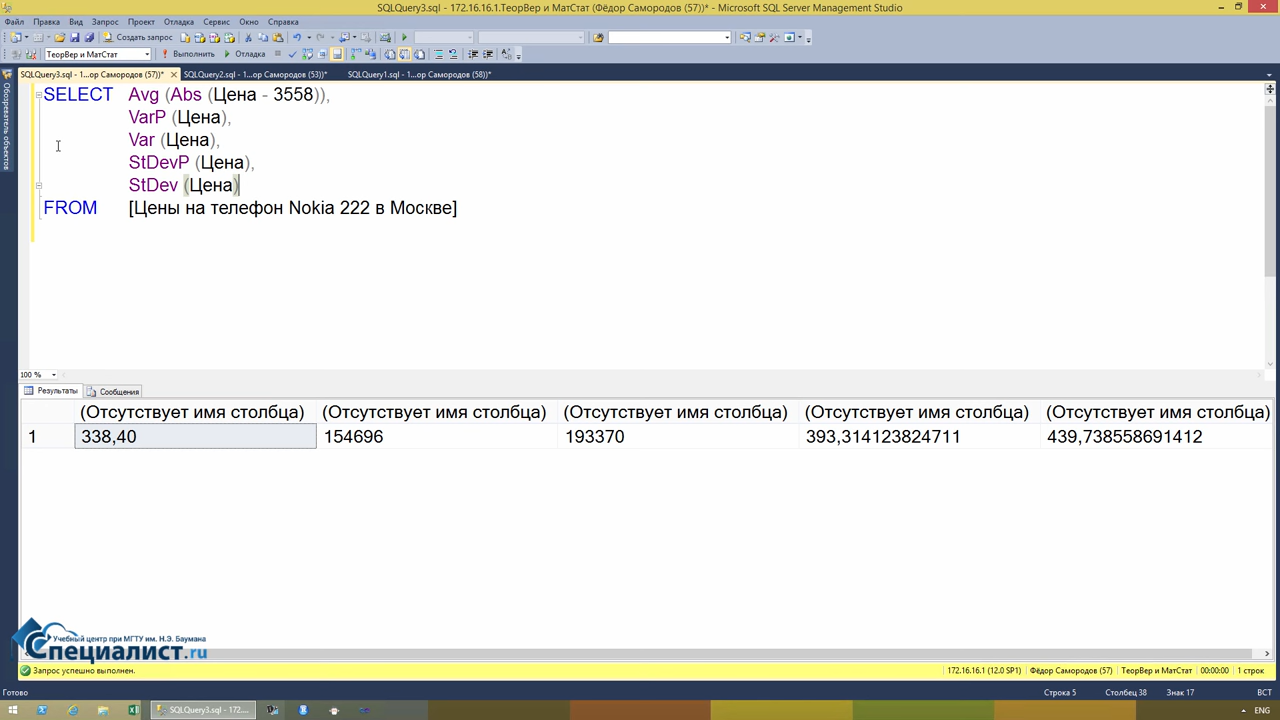 SQLQuery3.sql - 172.16.16.1.ТеорВер и МатСтат (Фёдор Самородов (57))* - Microsoft SQL Server Management Studio
Файл Правка Вид Запрос Проект Отладка Сервис Окно Справка
Создать запрос
ТеорВер и МатСтат Выполнить Отладка
SQLQuery3.sql - 1...ор Самородов (57))* SQLQuery2.sql - 1...ор Самородов (53))* SQLQuery1.sql - 1...ор Самородов (58))*
Обозреватель объектов
SELECT Avg (Abs (Цена - 3558)),
VarP (Цена),
Var (Цена),
StDevP (Цена),
StDev (Цена)
FROM [Цены на телефон Nokia 222 в Москве]
100 %
Результаты Сообщения
(Отсутствует имя столбца) (Отсутствует имя столбца) (Отсутствует имя столбца) (Отсутствует имя столбца) (Отсутствует имя столбца)
1 338,40 154696 193370 393,314123824711 439,738558691412
Учебный центр при МГТУ им. Н.Э. Баумана
Специалист.ru
Запрос успешно выполнен. 172.16.16.1 (12.0 SP1) Фёдор Самородов (57) ТеорВер и МатСтат 00:00:00 1 строк
Готово Строка 5 Столбец 38 Знак 17 ВСТ
SQLQuery3.sql - 172.... ENG